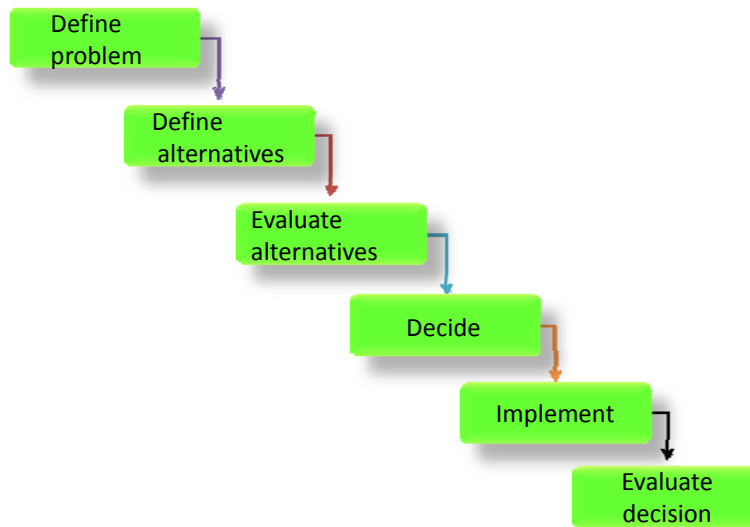 Define
problem
Define
alternatives
Evaluate
alternatives
Decide
Implement
Evaluate
decision